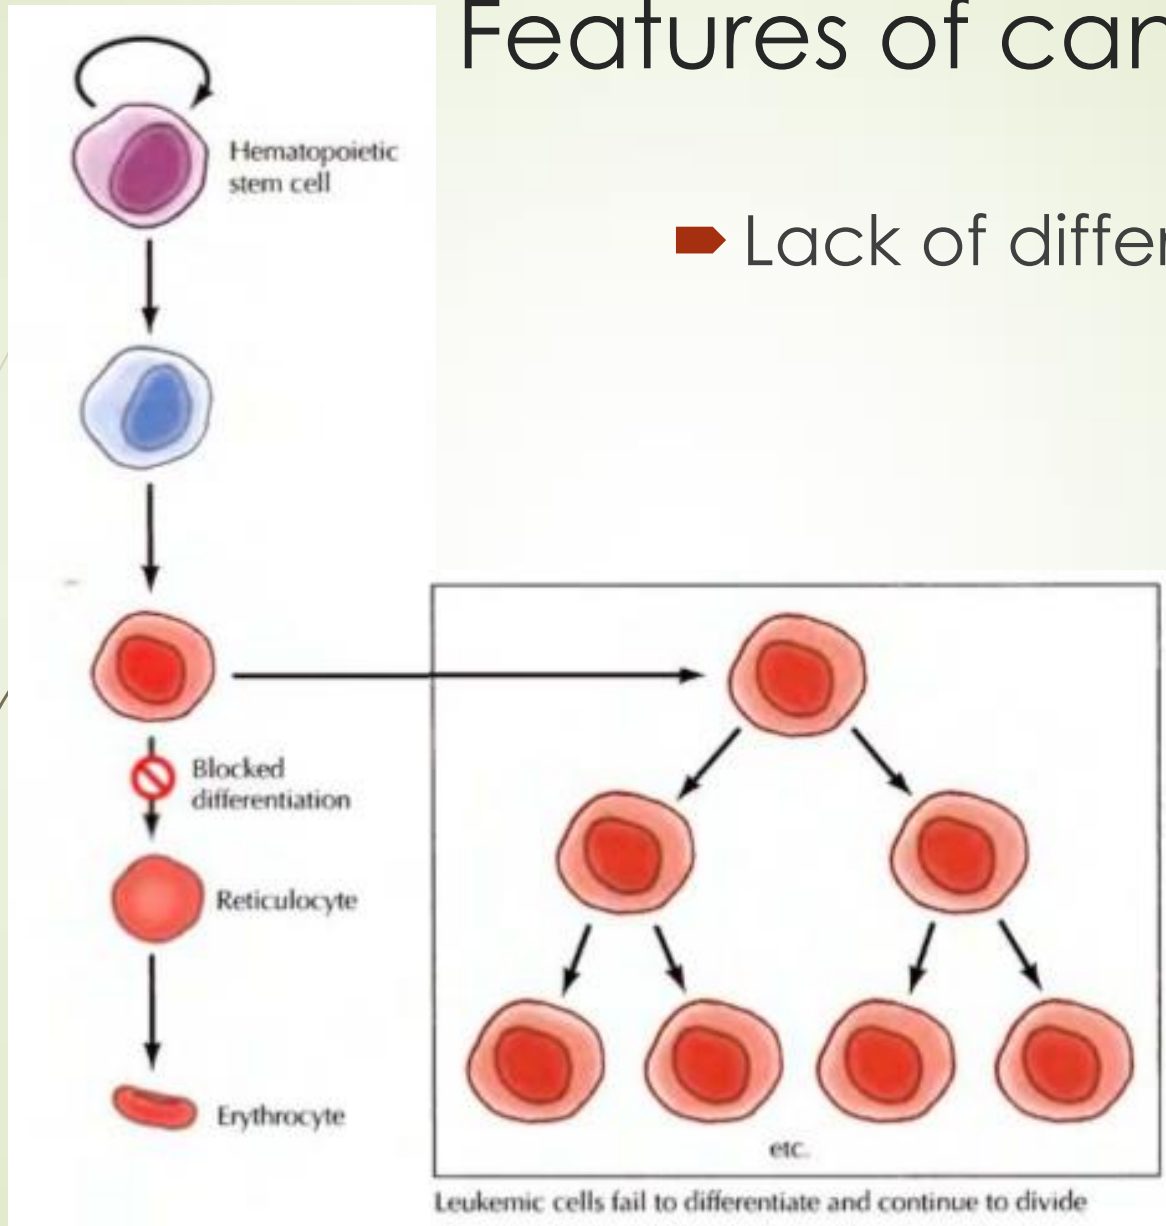 Features of can
Lack of differ
Hematopoietic
stem cell
Blocked
differentiation
Reticulocyte
Erythrocyte
etc.
Leukemic cells fail to differentiate and continue to divide